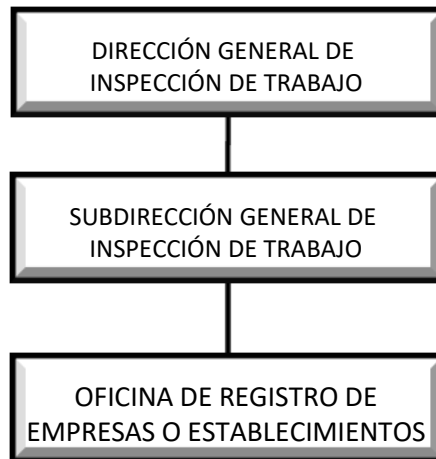 DIRECCIÓN GENERAL DE
INSPECCIÓN DE TRABAJO
SUBDIRECCIÓN GENERAL DE
INSPECCIÓN DE TRABAJO
OFICINA DE REGISTRO DE
EMPRESAS O ESTABLECIMIENTOS